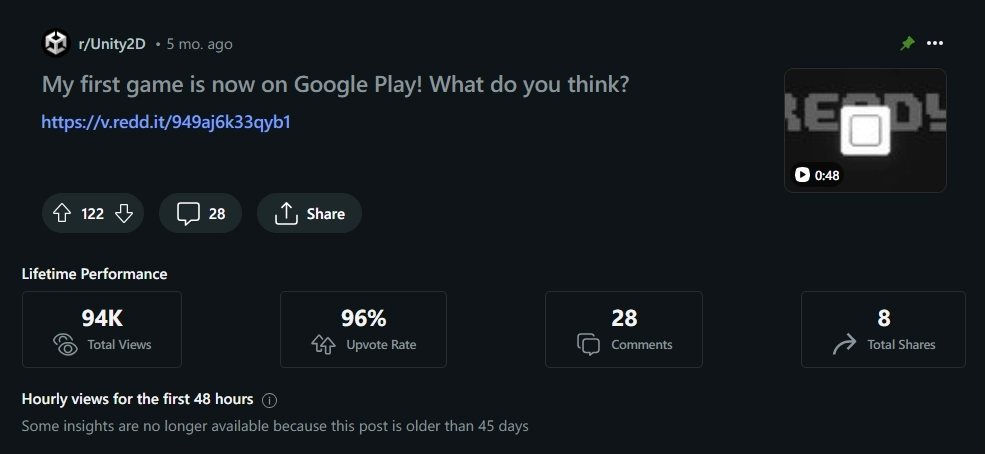 r/Unity2D • 5 mo. ago
My first game is now on Google Play! What do you think?
https://v.redd.it/949aj6k33qyb1
READY
0:48
122
28
Share
Lifetime Performance
94K
Total Views
96%
Upvote Rate
28
Comments
8
Total Shares
Hourly views for the first 48 hours
Some insights are no longer available because this post is older than 45 days